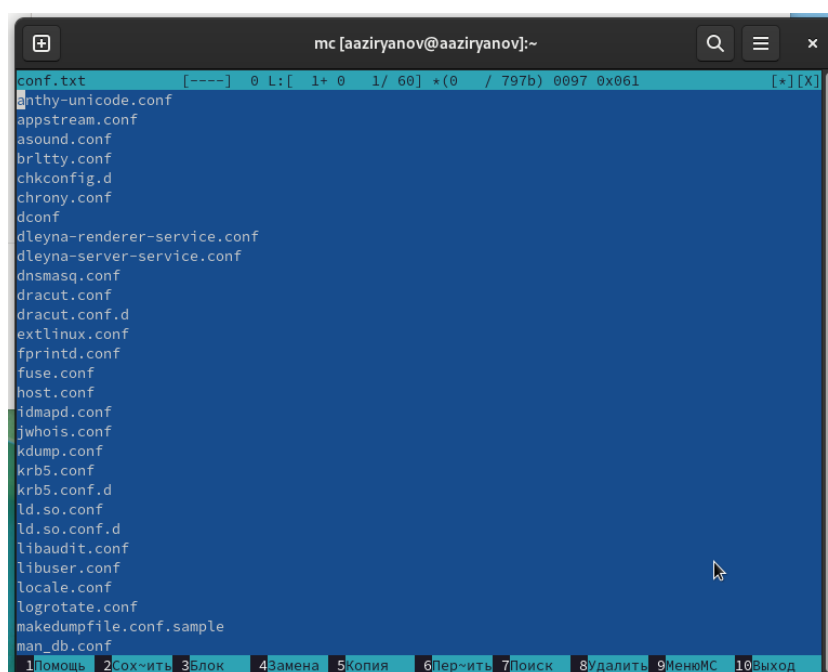 mc [aaziryanov@aaziryanov]:~
conf.txt [----] 0 L:[ 1+ 0 1/ 60] *(0 / 797b) 0097 0x061 [*][X]
anthy-unicode.conf
appstream.conf
asound.conf
brltty.conf
chkconfig.d
chrony.conf
dconf
dleyna-renderer-service.conf
dleyna-server-service.conf
dnsmasq.conf
dracut.conf
dracut.conf.d
extlinux.conf
fprintd.conf
fuse.conf
host.conf
idmapd.conf
jwhois.conf
kdump.conf
krb5.conf
krb5.conf.d
ld.so.conf
ld.so.conf.d
libaudit.conf
libuser.conf
locale.conf
logrotate.conf
makedumpfile.conf.sample
man_db.conf
1Помощь 2Сох~ить 3Блок 4Замена 5Копия 6Пер~ить 7Поиск 8Удалить 9МенюМС 10Выход